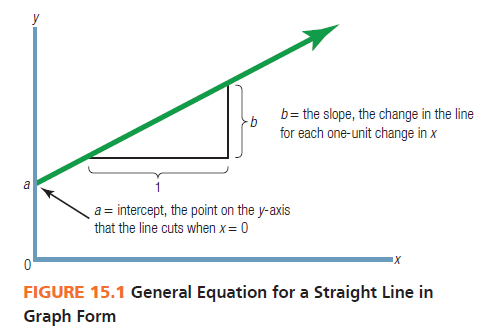 y
b
b = the slope, the change in the line
for each one-unit change in x
a
1
a = intercept, the point on the y-axis
that the line cuts when x = 0
0
x
FIGURE 15.1 General Equation for a Straight Line in
Graph Form